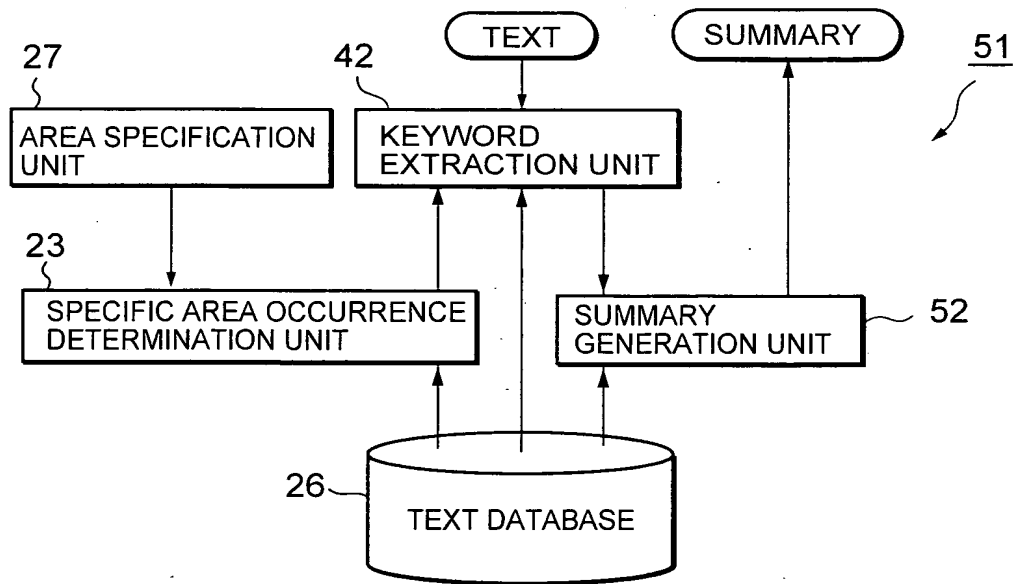 TEXT
SUMMARY
51
27
42
AREA SPECIFICATION
UNIT
KEYWORD
EXTRACTION UNIT
23
SPECIFIC AREA OCCURRENCE
DETERMINATION UNIT
SUMMARY
GENERATION UNIT
52
26
TEXT DATABASE